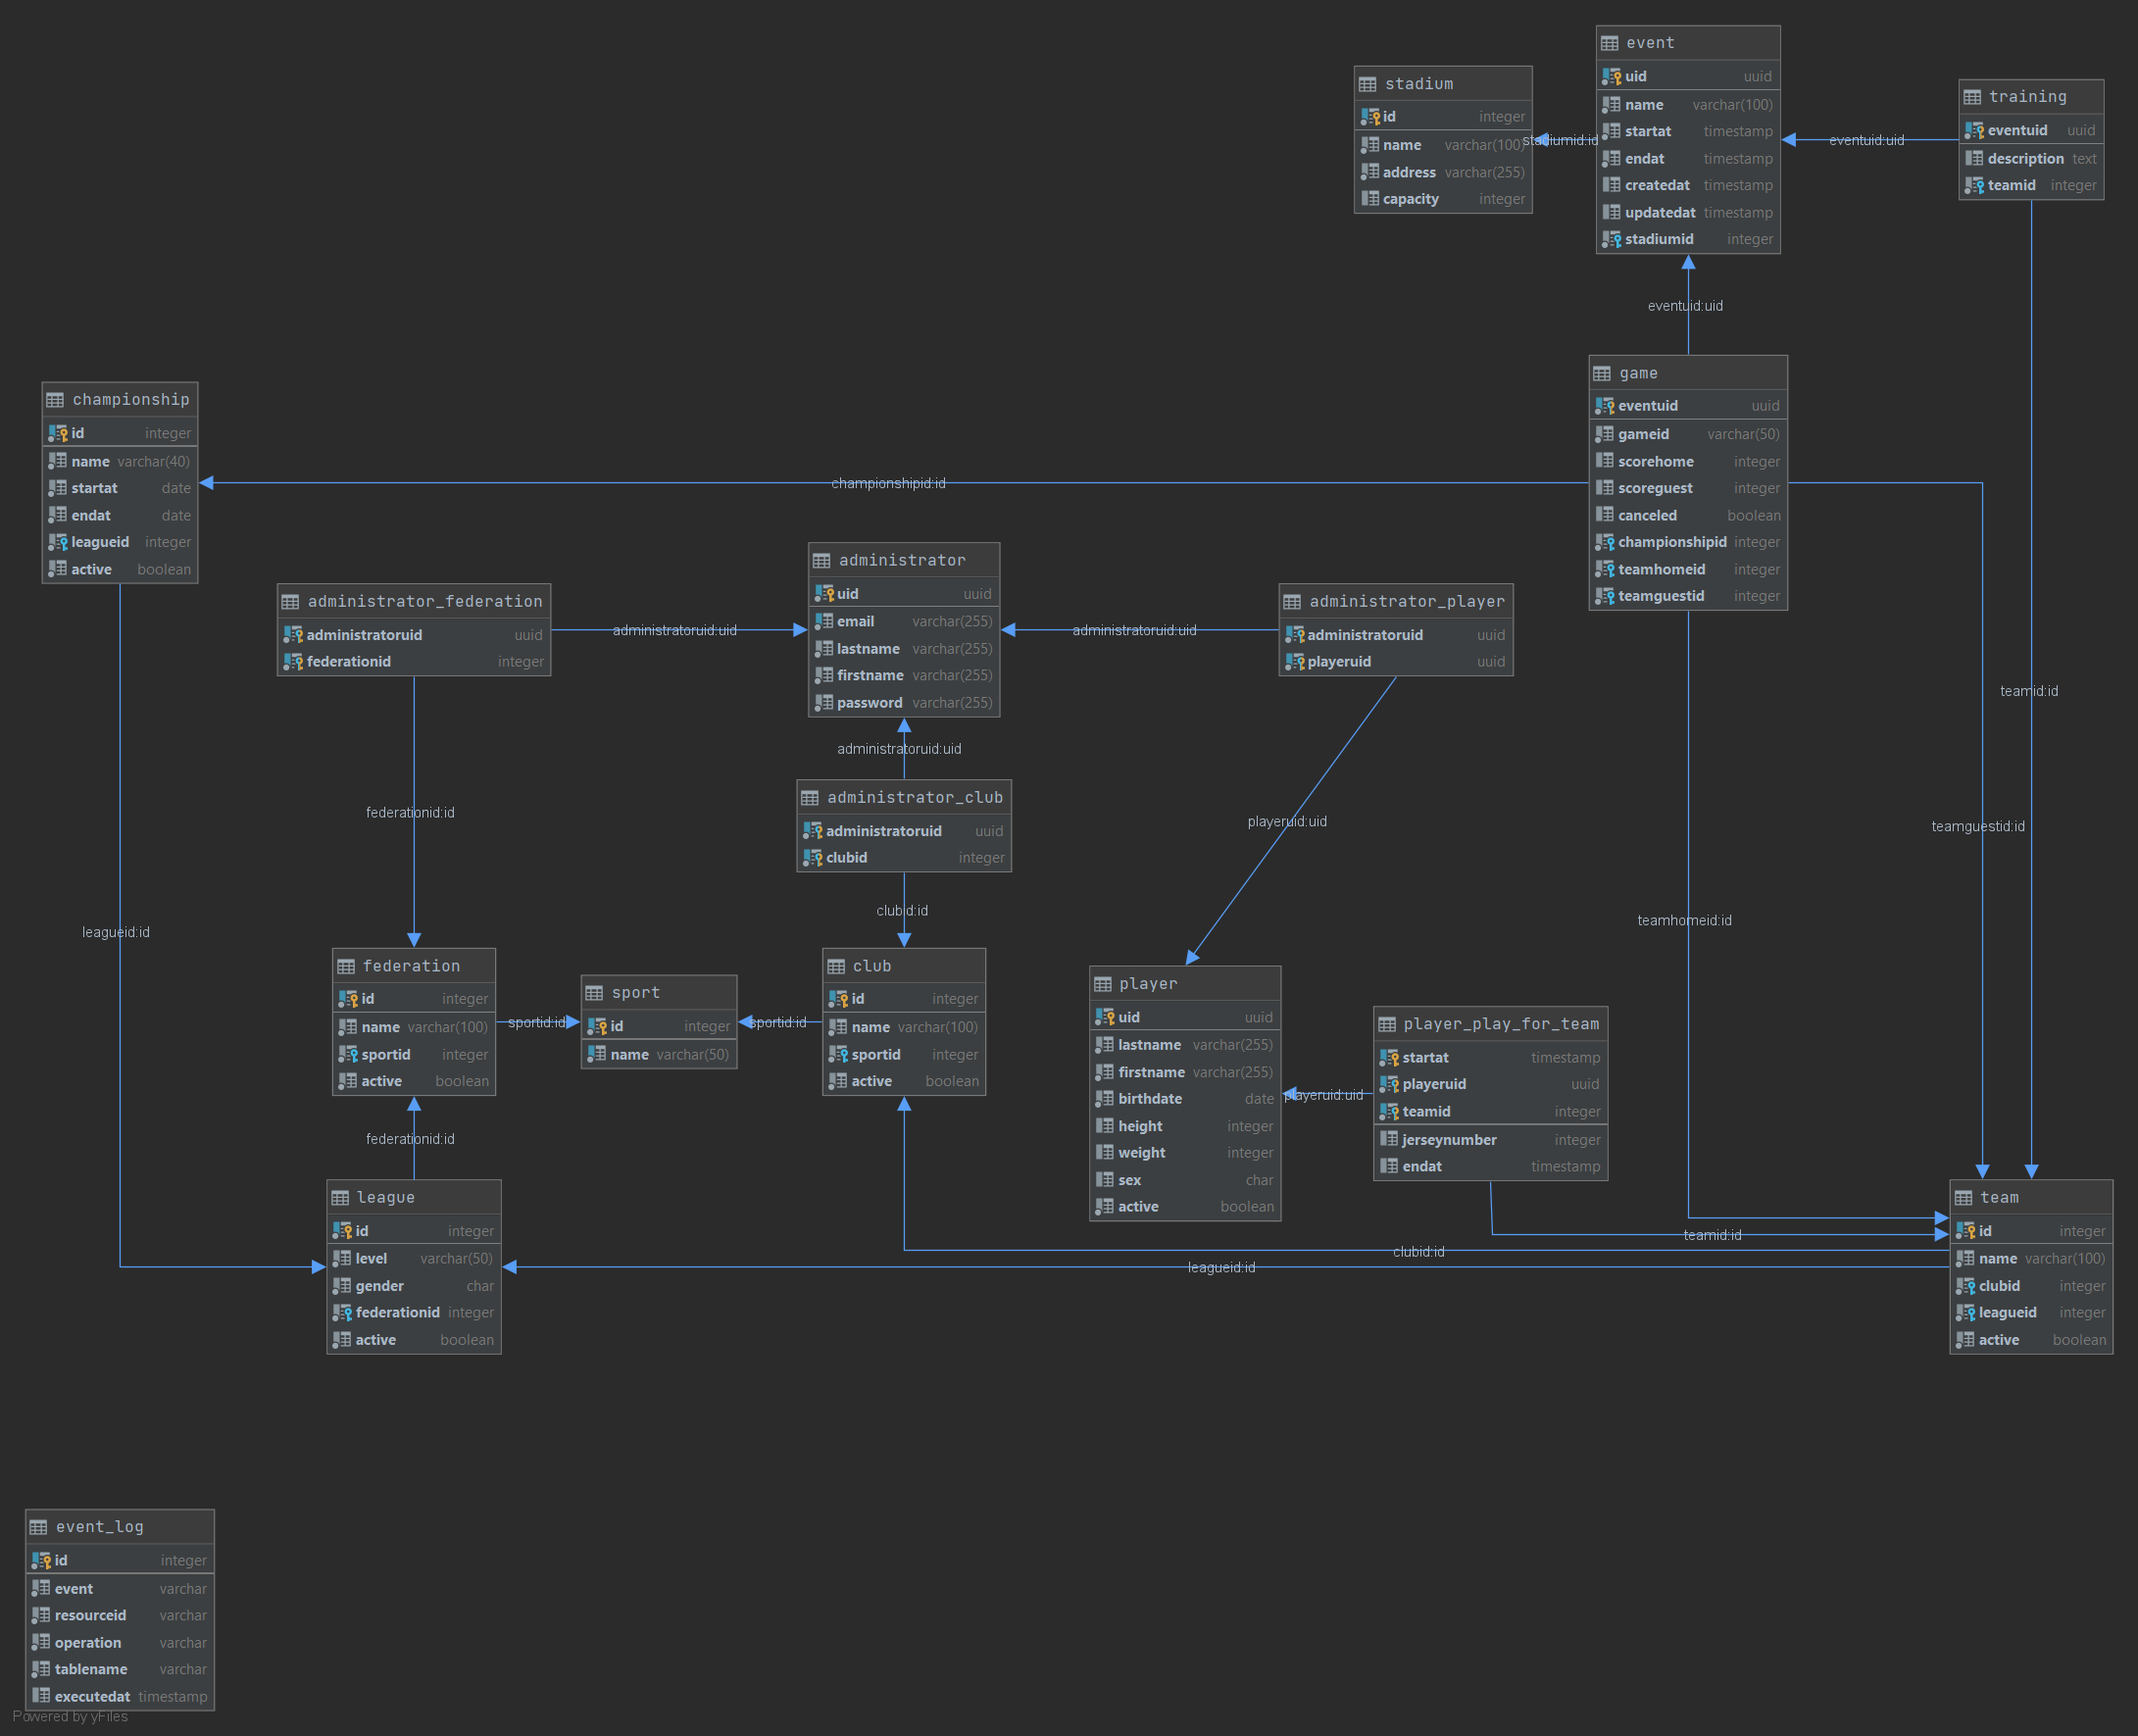 event
uid uuid
name varchar(100)
startat timestamp
endat timestamp
createdat timestamp
updatedat timestamp
stadiumid integer
stadium
id integer
name varchar(100)
address varchar(255)
capacity integer
stadiumid:id
training
eventuid uuid
description text
teamid integer
eventuid:uid
eventuid:uid
game
eventuid uuid
gameid varchar(50)
scorehome integer
scoreguest integer
canceled boolean
championshipid integer
teamhomeid integer
teamguestid integer
championship
id integer
name varchar(40)
startat date
endat date
leagueid integer
active boolean
championshipid:id
administrator
uid uuid
email varchar(255)
lastname varchar(255)
firstname varchar(255)
password varchar(255)
administrator_federation
administratoruid uuid
federationid integer
administratoruid:uid
administratoruid:uid
administrator_player
administratoruid uuid
playeruid uuid
teamid:id
administratoruid:uid
administrator_club
administratoruid uuid
clubid integer
federationid:id
playeruid:uid
teamguestid:id
clubid:id
teamhomeid:id
leagueid:id
federation
id integer
name varchar(100)
sportid integer
active boolean
sportid:id
sport
id integer
name varchar(50)
sportid:id
club
id integer
name varchar(100)
sportid integer
active boolean
player
uid uuid
lastname varchar(255)
firstname varchar(255)
birthdate date
height integer
weight integer
sex char
active boolean
playeruid:uid
player_play_for_team
startat timestamp
playeruid uuid
teamid integer
jerseynumber integer
endat timestamp
federationid:id
league
id integer
level varchar(50)
gender char
federationid integer
active boolean
teamid:id
clubid:id
leagueid:id
team
id integer
name varchar(100)
clubid integer
leagueid integer
active boolean
event_log
id integer
event varchar
resourceid varchar
operation varchar
tablename varchar
executedat timestamp
Powered by yFiles